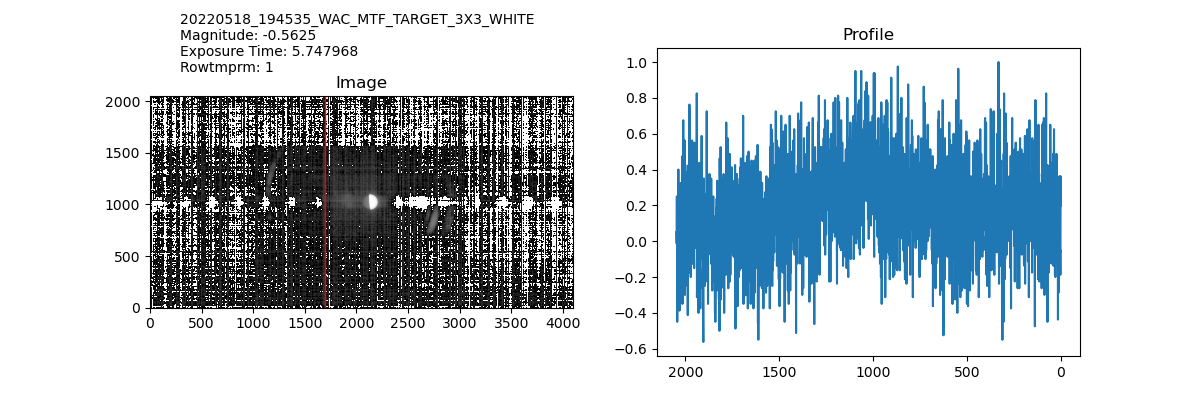 20220518_194535_WAC_MTF_TARGET_3X3_WHITE
Magnitude: -0.5625
Exposure Time: 5.747968
Rowtmprm: 1
Image
2000
1500
1000
500
0
0 500 1000 1500 2000 2500 3000 3500 4000
Profile
1.0
0.8
0.6
0.4
0.2
0.0
−0.2
−0.4
−0.6
2000 1500 1000 500 0